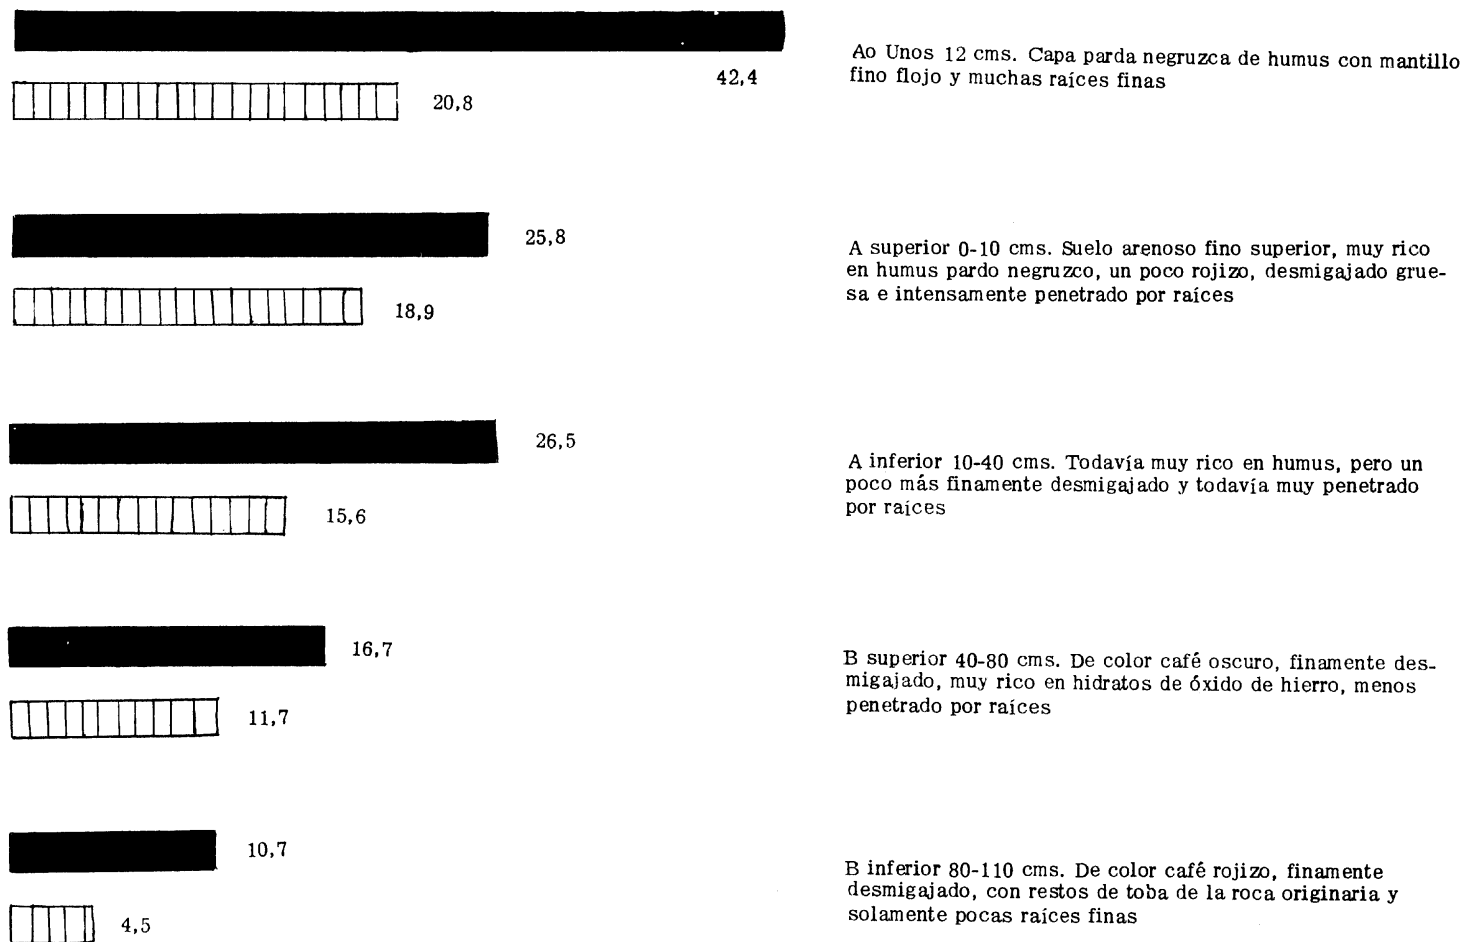 42,4
20,8
Ao Unos 12 cms. Capa parda negruzca de humus con mantillo
fino flojo y muchas raíces finas
25,8
18,9
A superior 0-10 cms. Suelo arenoso fino superior, muy rico
en humus pardo negruzco, un poco rojizo, desmigajado grue-
sa e intensamente penetrado por raíces
26,5
15,6
A inferior 10-40 cms. Todavía muy rico en humus, pero un
poco más finamente desmigajado y todavía muy penetrado
por raíces
16,7
11,7
B superior 40-80 cms. De color café oscuro, finamente des-
migajado, muy rico en hidratos de óxido de hierro, menos
penetrado por raíces
10,7
4,5
B inferior 80-110 cms. De color café rojizo, finamente
desmigajado, con restos de toba de la roca originaria y
solamente pocas raíces finas